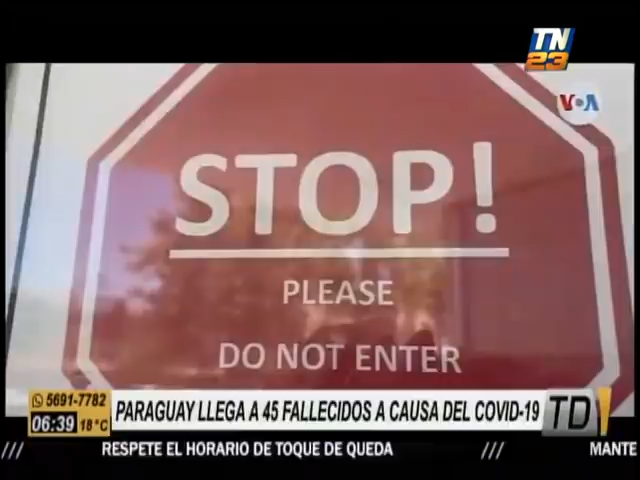 TN
23
VOA
STOP!
PLEASE
DO NOT ENTER
5691-7782
06:39 18°C
PARAGUAY LLEGA A 45 FALLECIDOS A CAUSA DEL COVID-19
TD!
/// RESPETE EL HORARIO DE TOQUE DE QUEDA /// MANTE